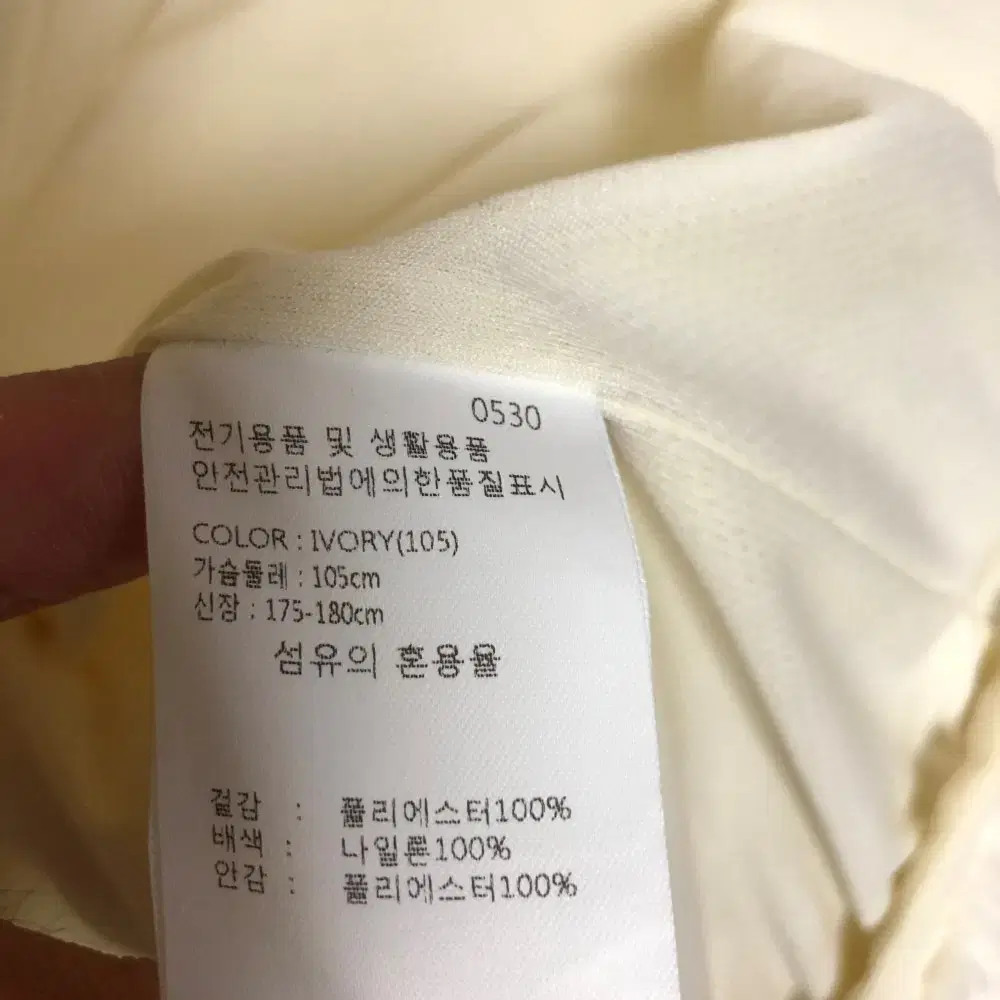 0530
전기용품 및 생활용품
안전관리법에의한품질표시
COLOR : IVORY(105)
가슴둘레 : 105cm
신장 : 175-180cm
섬유의 혼용율
겉감 : 폴리에스터100%
배색 : 나일론100%
안감 : 폴리에스터100%